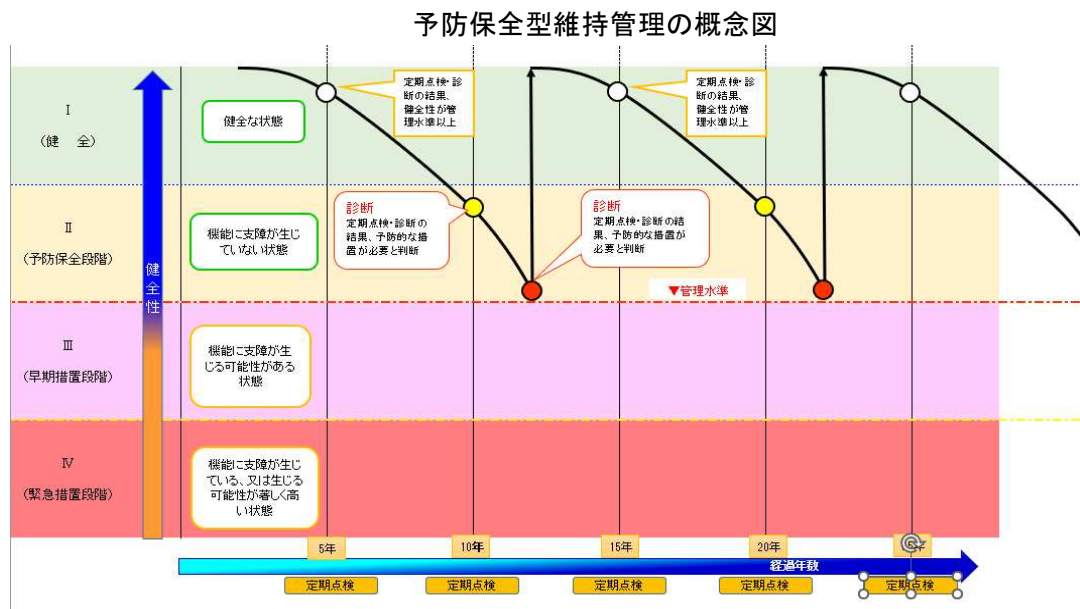 予防保全型維持管理の概念図
Ⅰ
（健　全）
健全な状態
定期点検・診
断の結果、
健全性が管
理水準以上
定期点検・診
断の結果、
健全性が管
理水準以上
Ⅱ
（予防保全段階）
機能に支障が生じ
ていない状態
診断
定期点検・診断の
結果、予防的な措
置が必要と判断
診断
定期点検・診断の結
果、予防的な措置が
必要と判断
▼管理水準
健全性
Ⅲ
（早期措置段階）
機能に支障が生
じる可能性がある
状態
Ⅳ
（緊急措置段階）
機能に支障が生じ
ている、又は生じる
可能性が著しく高
い状態
5年
10年
15年
20年
年
経過年数
定期点検
定期点検
定期点検
定期点検
定期点検